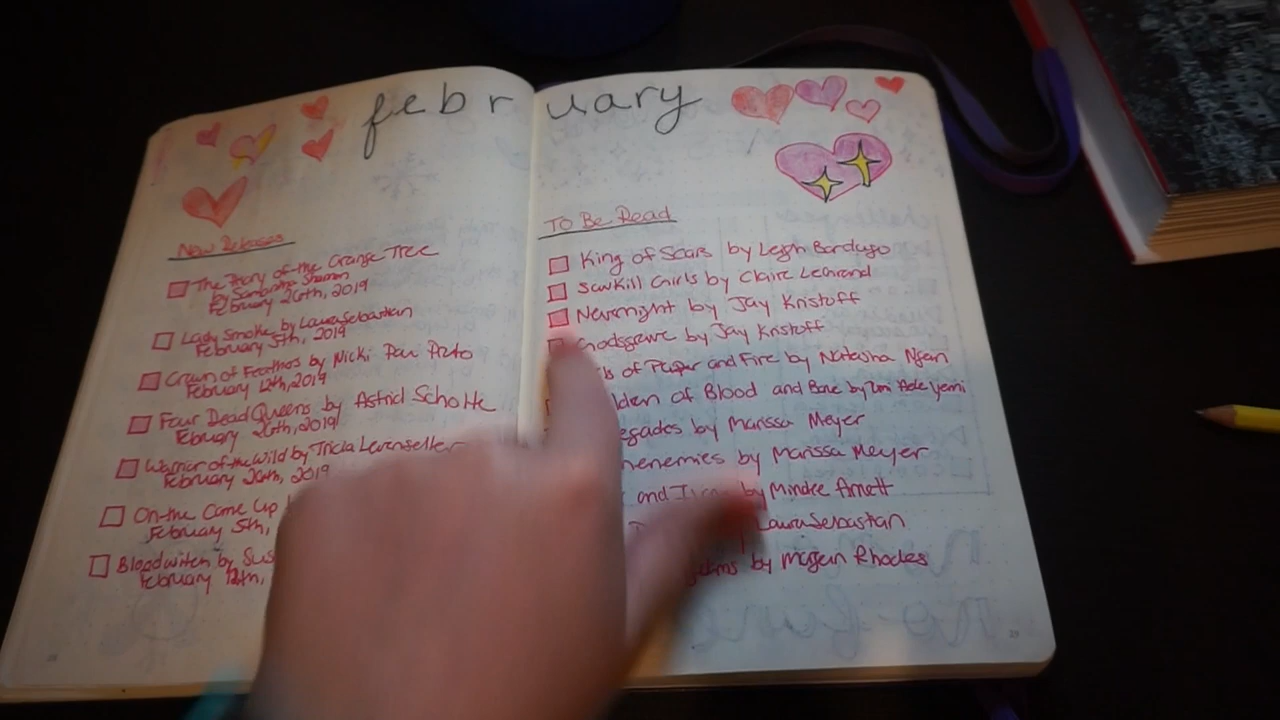 february
New Releases
The Priory of the Orange Tree
by Samantha Shannon
February 26th, 2019
Lady Smoke by Laura Sebastian
February 5th, 2019
Crown of Feathers by Nicki Pau Preto
February 12th, 2019
Four Dead Queens by Astrid Scholte
February 26th, 2019
Warrior of the Wild by Tricia Levenseller
February 26th, 2019
On the Come Up
February 5th,
Bloodwitch by Sus
February 12th,
To Be Read
King of Scars by Leigh Bardugo
Sawkill Girls by Claire Legrand
Nevernight by Jay Kristoff
Godsgrave by Jay Kristoff
ls of Paper and Fire by Natasha Ngan
ldren of Blood and Bone by Tomi Adeyemi
egades by Marissa Meyer
henemies by Marissa Meyer
and Iron by Mindee Arnett
Laura Sebastian
by Morgan Rhodes
29